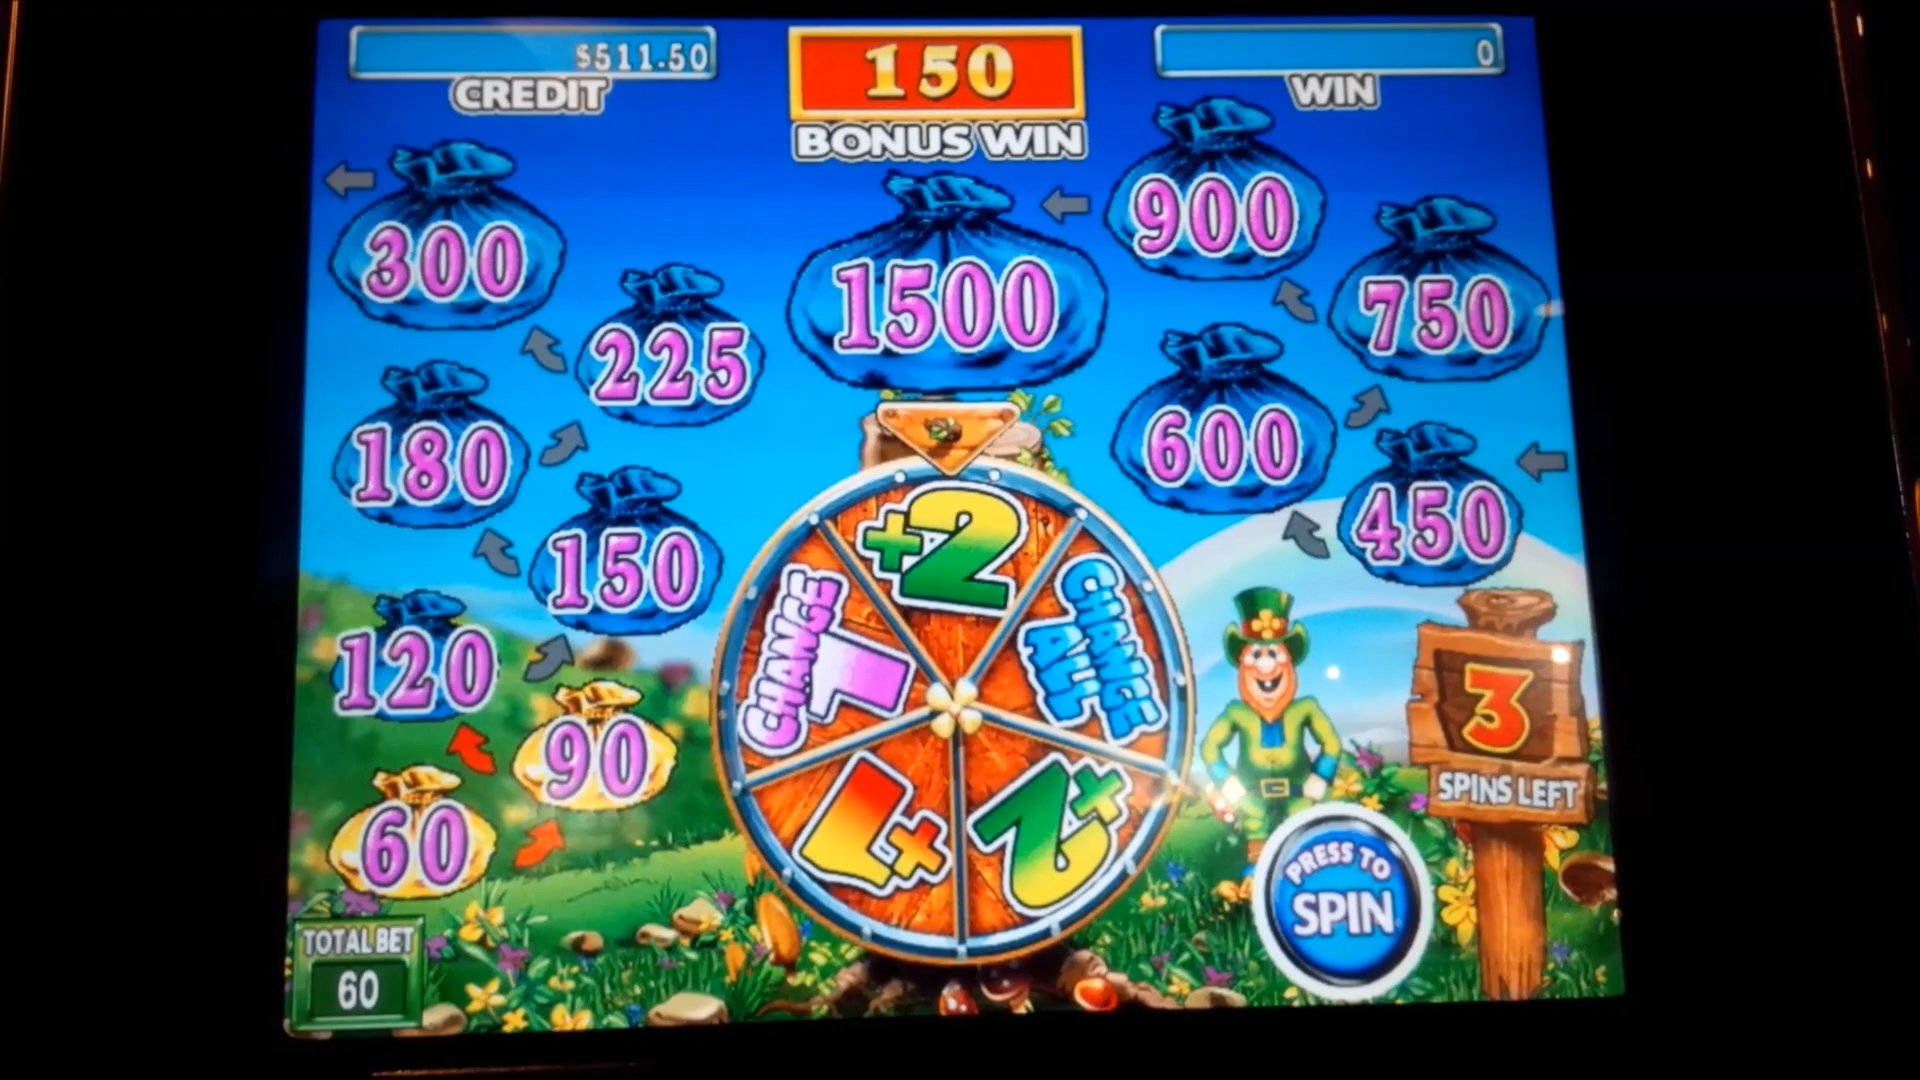 $511.50
CREDIT
150
BONUS WIN
0
WIN
300
225
180
150
120
90
60
1500
900
750
600
450
+2
CHANGE
ALL
+2
+1
CHANGE
1
3
SPINS LEFT
PRESS TO
SPIN
TOTAL BET
60